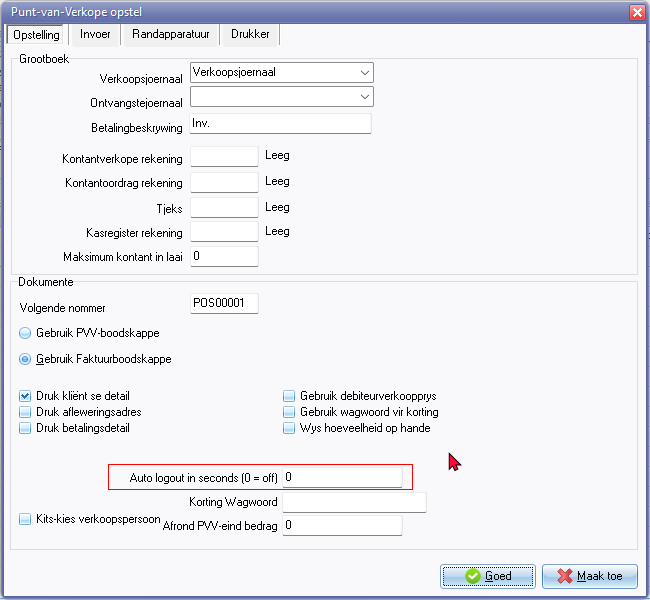 Punt-van-Verkope opstel
Opstelling Invoer Randapparatuur Drukker
Grootboek
Verkoopsjoernaal Verkoopsjoernaal
Ontvangstejoernaal
Betalingbeskrywing Inv.
Kontantverkope rekening Leeg
Kontantoordrag rekening Leeg
Tjeks Leeg
Kasregister rekening Leeg
Maksimum kontant in laai 0
Dokumente
Volgende nommer POS00001
Gebruik PVV-boodskappe
Gebruik Faktuurboodskappe
Druk kliënt se detail Gebruik debiteurverkoopprys
Druk afleweringsadres Gebruik wagwoord vir korting
Druk betalingsdetail Wys hoeveelheid op hande
Auto logout in seconds (0 = off) 0
Korting Wagwoord
Kits-kies verkoopspersoon Afrond PVV-eind bedrag 0
Goed Maak toe